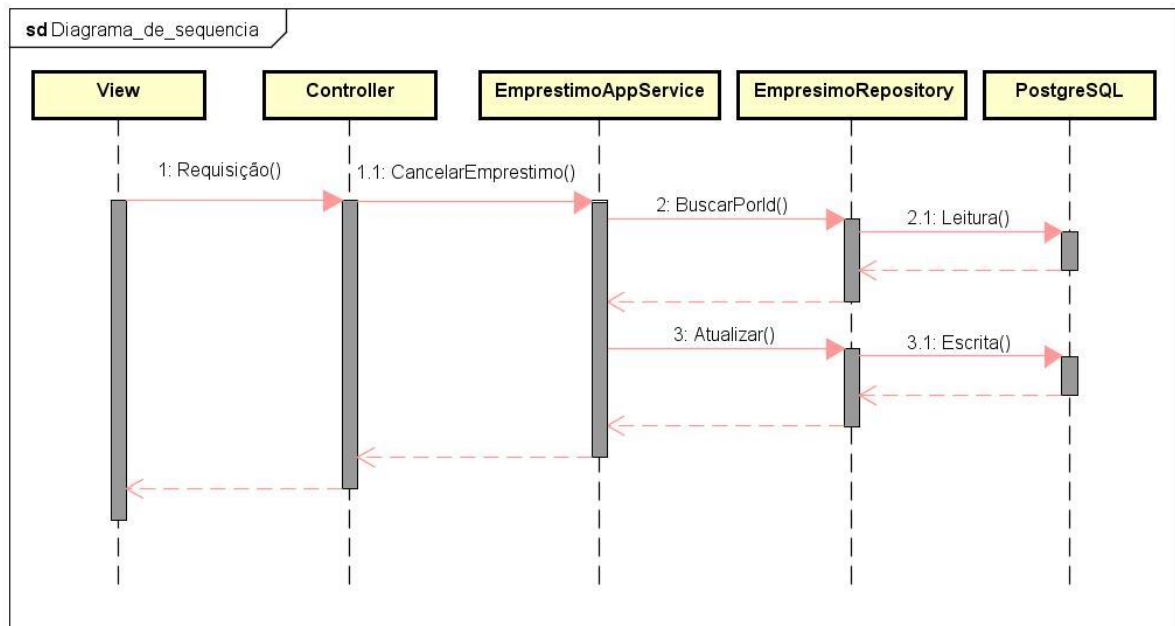 sd Diagrama_de_sequencia
View
Controller
EmprestimoAppService
EmpresimoRepository
PostgreSQL
1: Requisição()
1.1: CancelarEmprestimo()
2: BuscarPorId()
2.1: Leitura()
3: Atualizar()
3.1: Escrita()